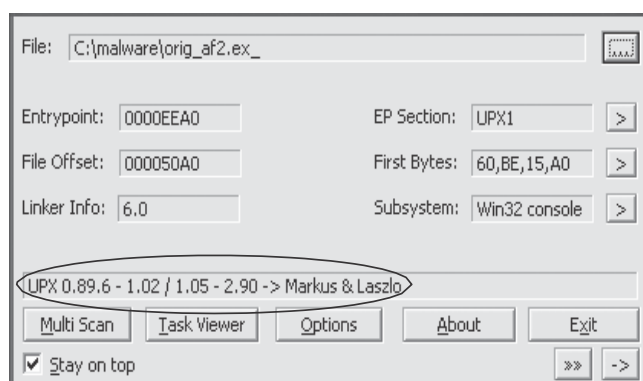 File: C:\malware\orig_af2.ex_ ....
Entrypoint: 0000EEA0 EP Section: UPX1 >
File Offset: 000050A0 First Bytes: 60,BE,15,A0 >
Linker Info: 6.0 Subsystem: Win32 console >
UPX 0.89.6 - 1.02 / 1.05 - 2.90 -> Markus & Laszlo
Multi Scan Task Viewer Options About Exit
Stay on top >> ->